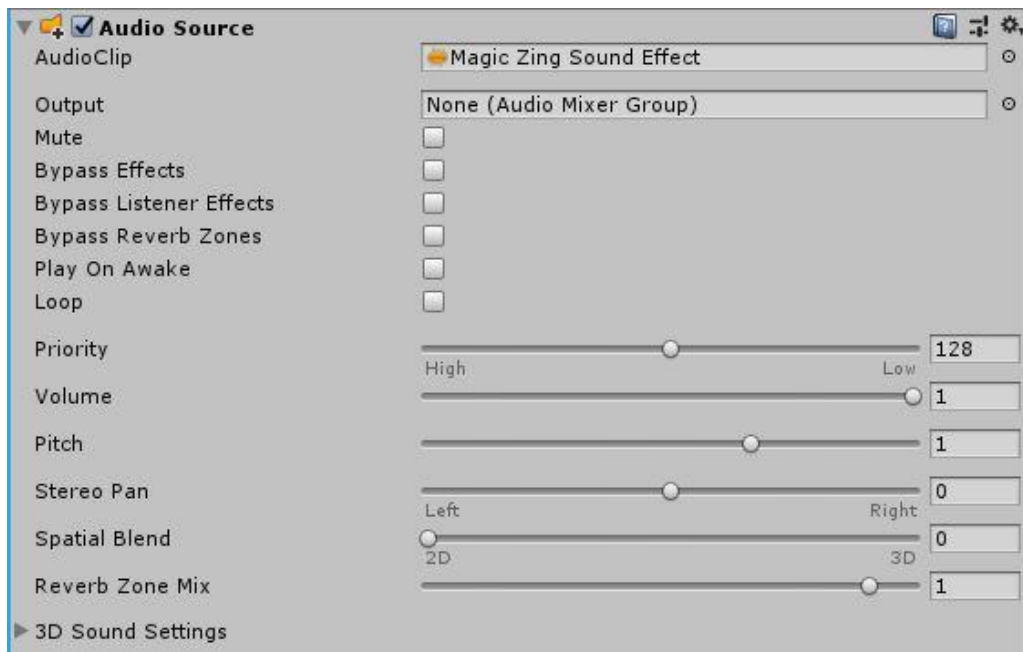 Audio Source
AudioClip Magic Zing Sound Effect
Output None (Audio Mixer Group)
Mute
Bypass Effects
Bypass Listener Effects
Bypass Reverb Zones
Play On Awake
Loop
Priority 128
High Low
Volume 1
Pitch 1
Stereo Pan 0
Left Right
Spatial Blend 0
2D 3D
Reverb Zone Mix 1
3D Sound Settings